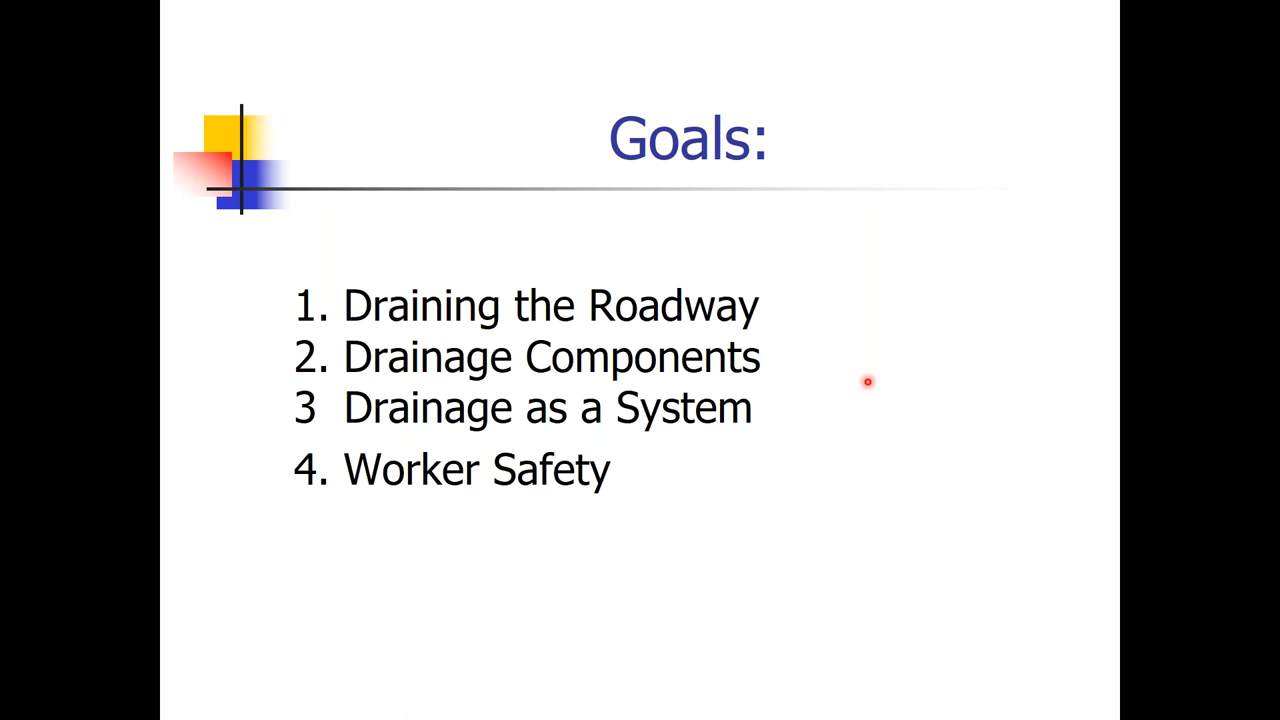 Goals:
1. Draining the Roadway
2. Drainage Components
3 Drainage as a System
4. Worker Safety